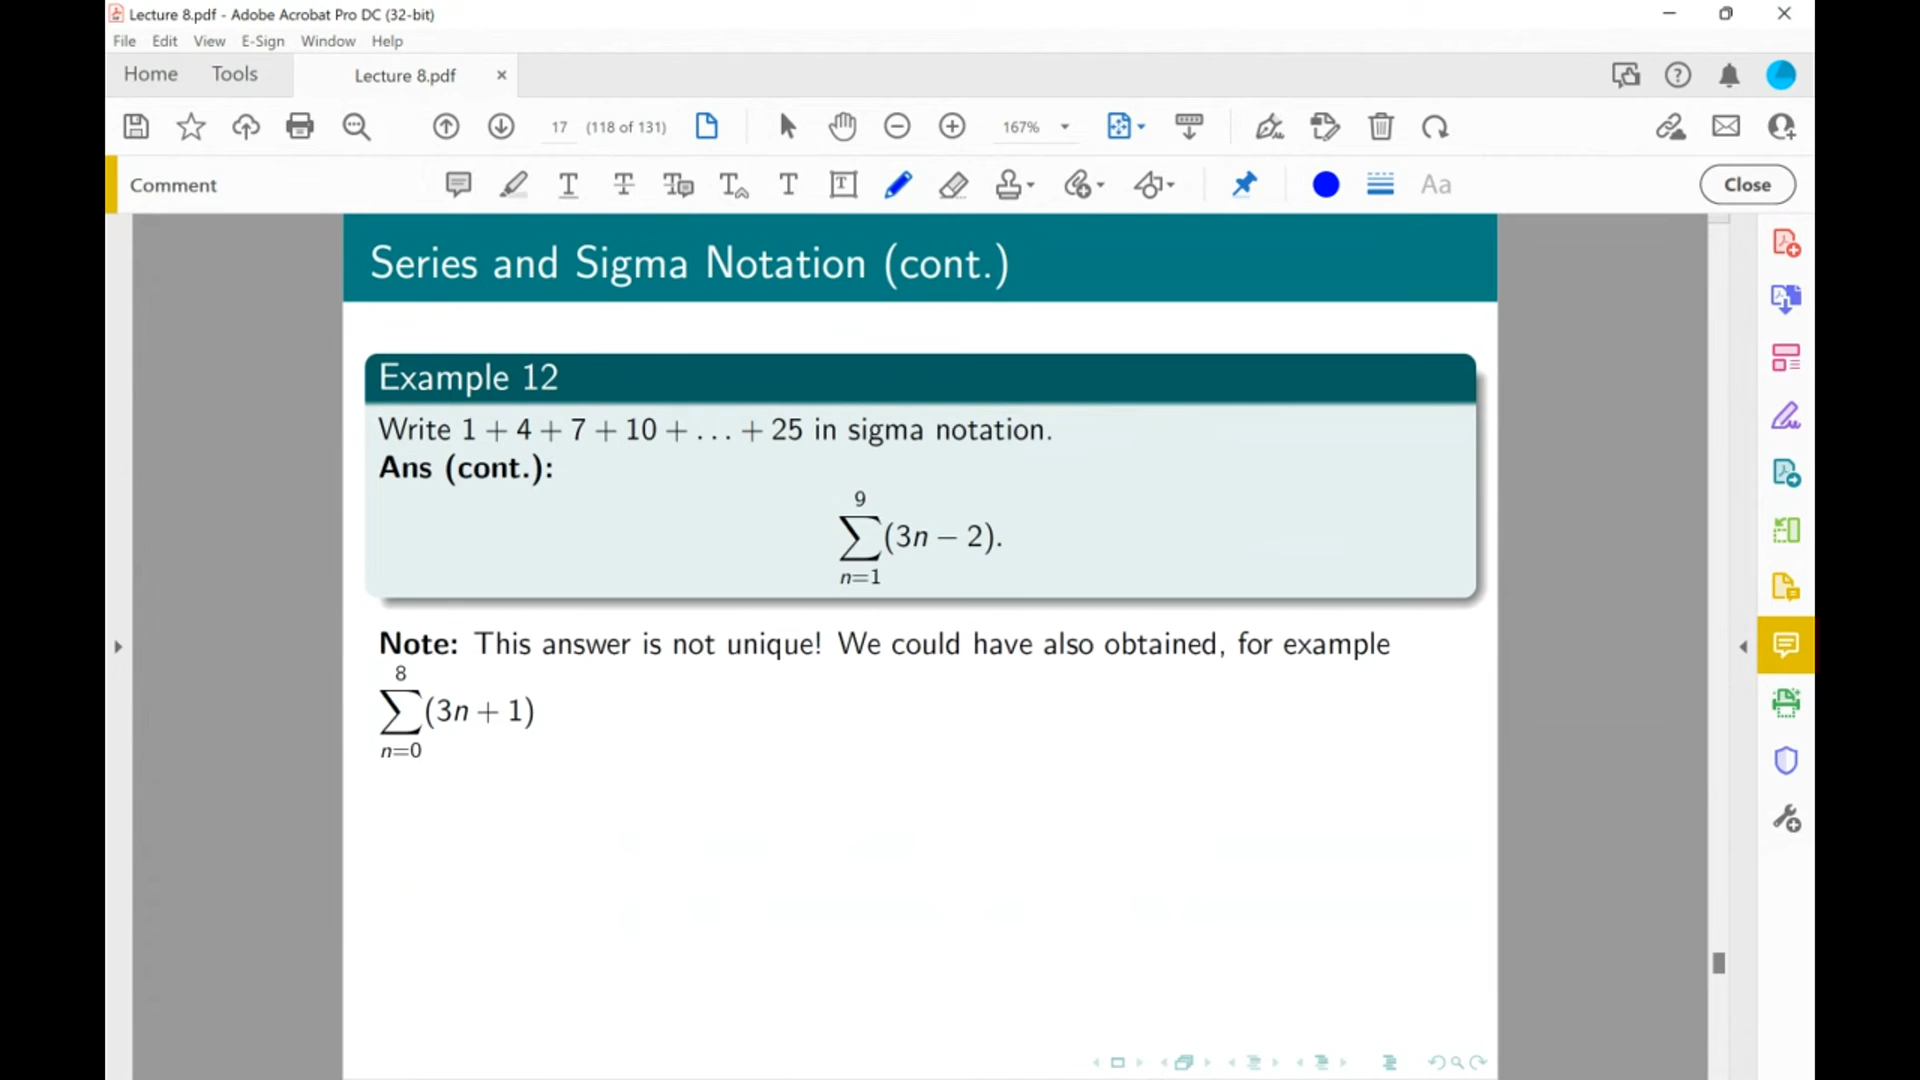 Lecture 8.pdf - Adobe Acrobat Pro DC (32-bit)
File Edit View E-Sign Window Help
Home Tools Lecture 8.pdf ×
17 (118 of 131) 167%
Comment T T T T T T Aa Close
Series and Sigma Notation (cont.)
Example 12
Write 1 + 4 + 7 + 10 + . . . + 25 in sigma notation.
Ans (cont.):
9
∑(3n − 2).
n=1
Note: This answer is not unique! We could have also obtained, for example
8
∑(3n + 1)
n=0